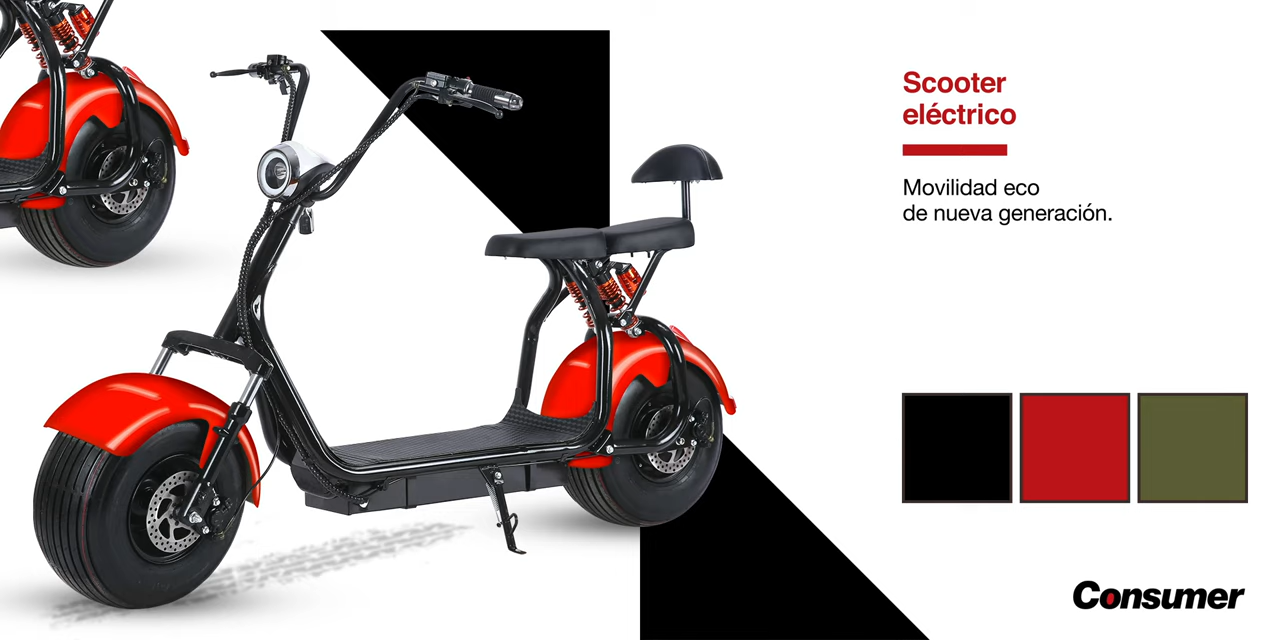 Scooter
eléctrico
Movilidad eco
de nueva generación.
Consumer